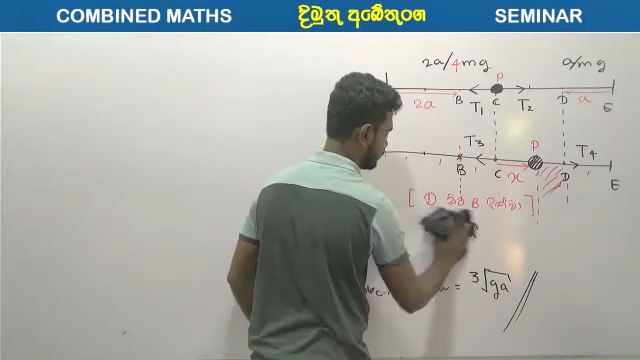 COMBINED MATHS
දිමුතු අබේතුංග
SEMINAR
2a/4mg
a/mg
P
2a
B
T₁
C
T₂
D
a
E
T₃
P
T₄
B
C
x
D
E
[ D සිට B දක්වා ]
= ³√ga